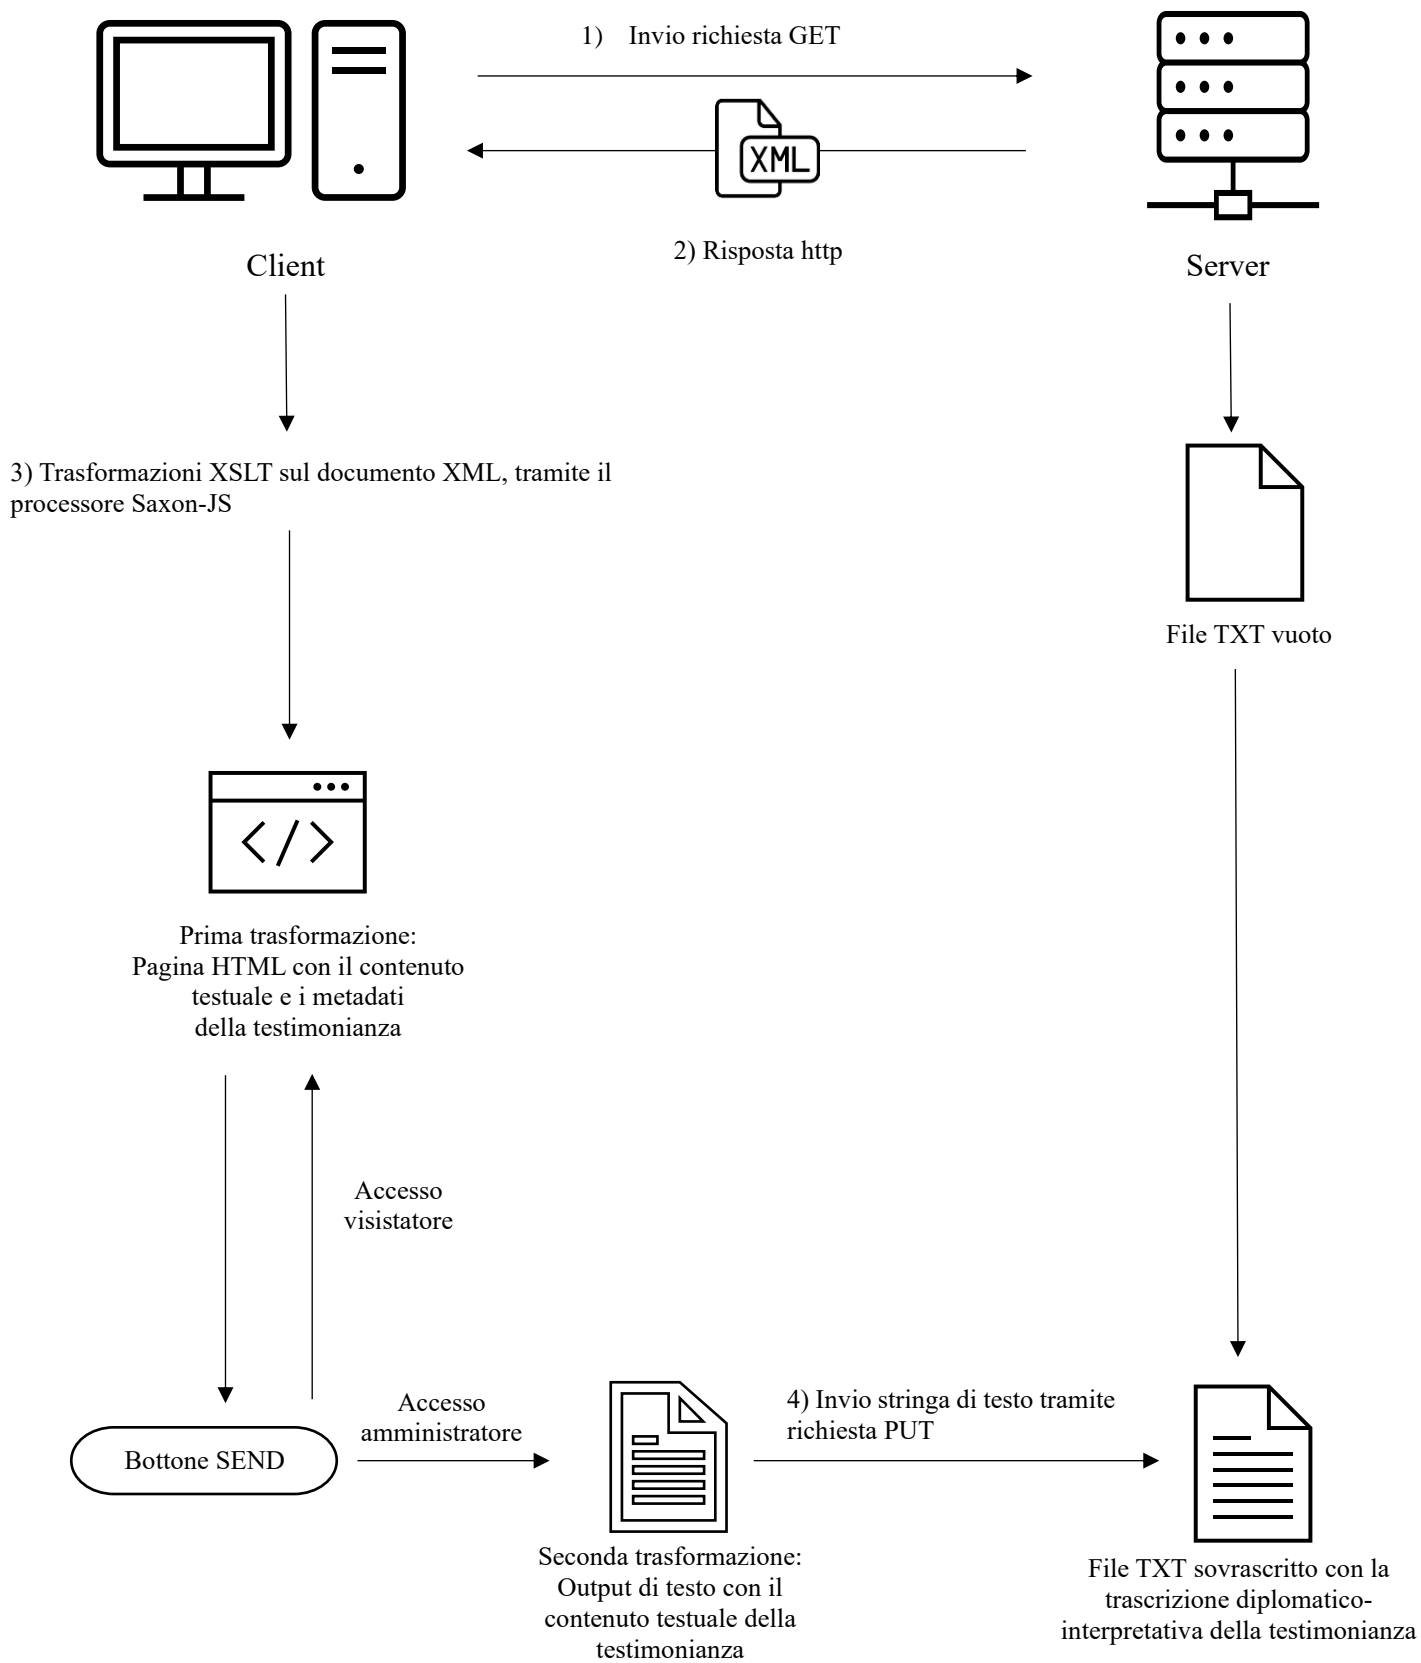 1) Invio richiesta GET
XML
2) Risposta http
Client
Server
3) Trasformazioni XSLT sul documento XML, tramite il
processore Saxon-JS
File TXT vuoto
</>
Prima trasformazione:
Pagina HTML con il contenuto
testuale e i metadati
della testimonianza
Accesso
visistatore
Bottone SEND
Accesso
amministratore
4) Invio stringa di testo tramite
richiesta PUT
Seconda trasformazione:
Output di testo con il
contenuto testuale della
testimonianza
File TXT sovrascritto con la
trascrizione diplomatico-
interpretativa della testimonianza